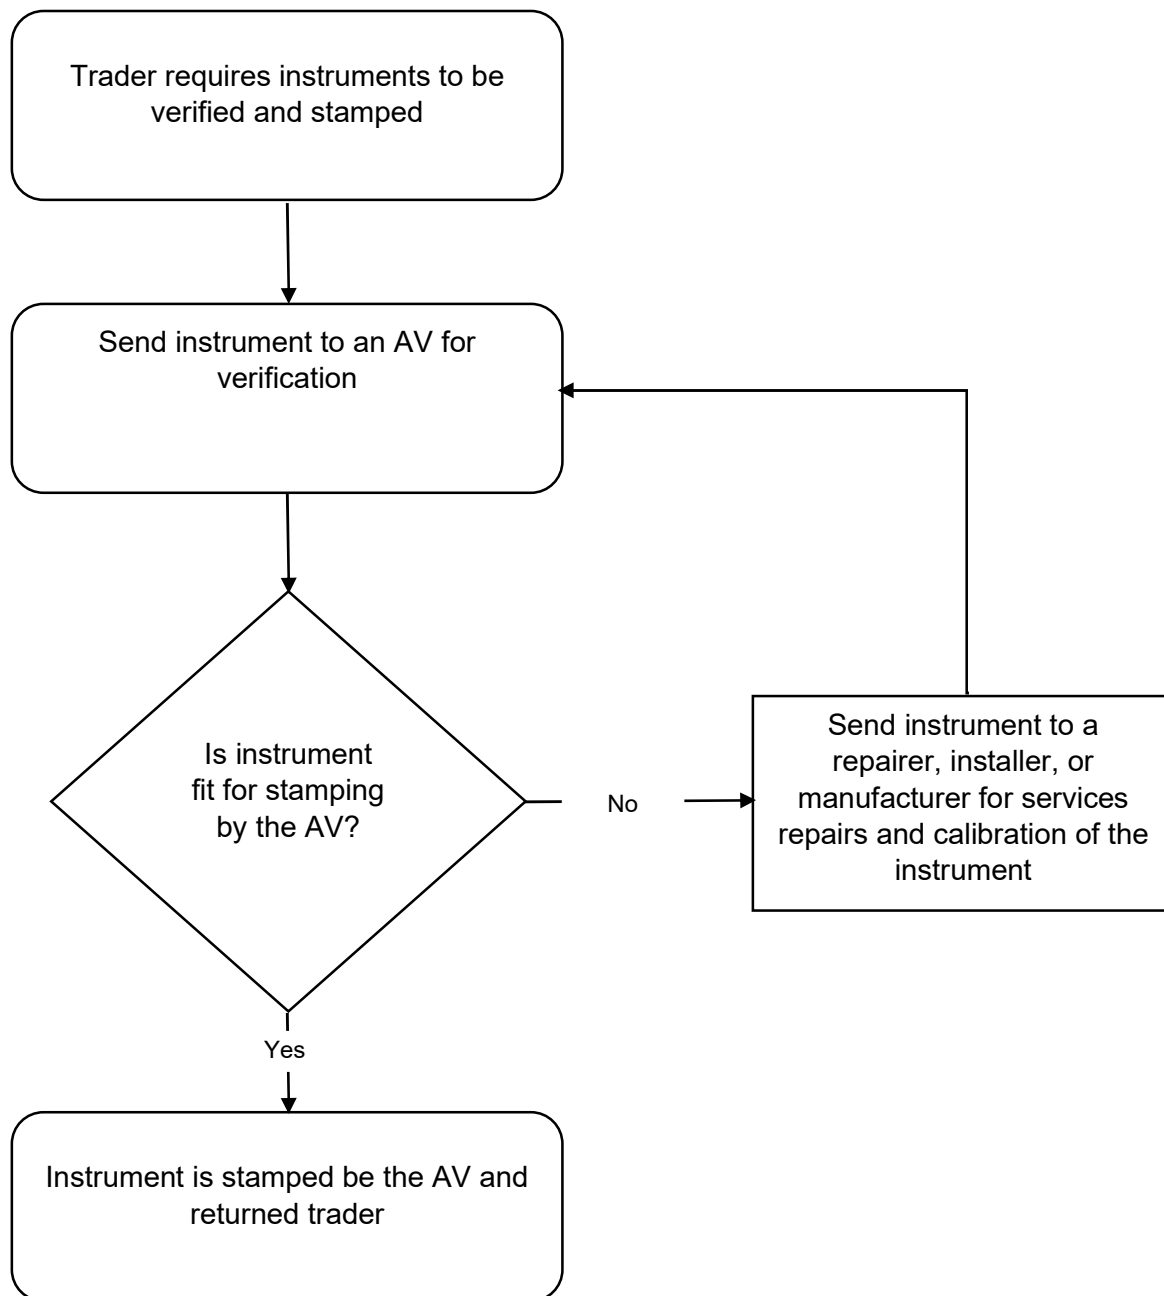 Trader requires instruments to be
verified and stamped
Send instrument to an AV for
verification
Is instrument
fit for stamping
by the AV?
No
Send instrument to a
repairer, installer, or
manufacturer for services
repairs and calibration of the
instrument
Yes
Instrument is stamped be the AV and
returned trader